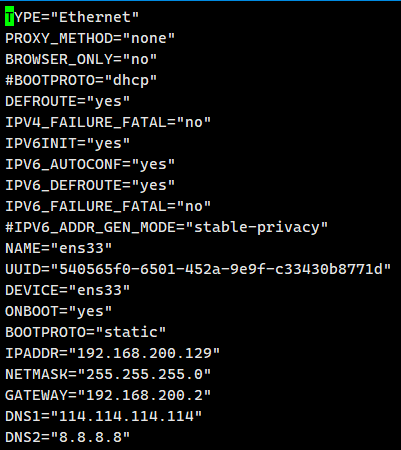 TYPE="Ethernet"
PROXY_METHOD="none"
BROWSER_ONLY="no"
#BOOTPROTO="dhcp"
DEFROUTE="yes"
IPV4_FAILURE_FATAL="no"
IPV6INIT="yes"
IPV6_AUTOCONF="yes"
IPV6_DEFROUTE="yes"
IPV6_FAILURE_FATAL="no"
#IPV6_ADDR_GEN_MODE="stable-privacy"
NAME="ens33"
UUID="540565f0-6501-452a-9e9f-c33430b8771d"
DEVICE="ens33"
ONBOOT="yes"
BOOTPROTO="static"
IPADDR="192.168.200.129"
NETMASK="255.255.255.0"
GATEWAY="192.168.200.2"
DNS1="114.114.114.114"
DNS2="8.8.8.8"